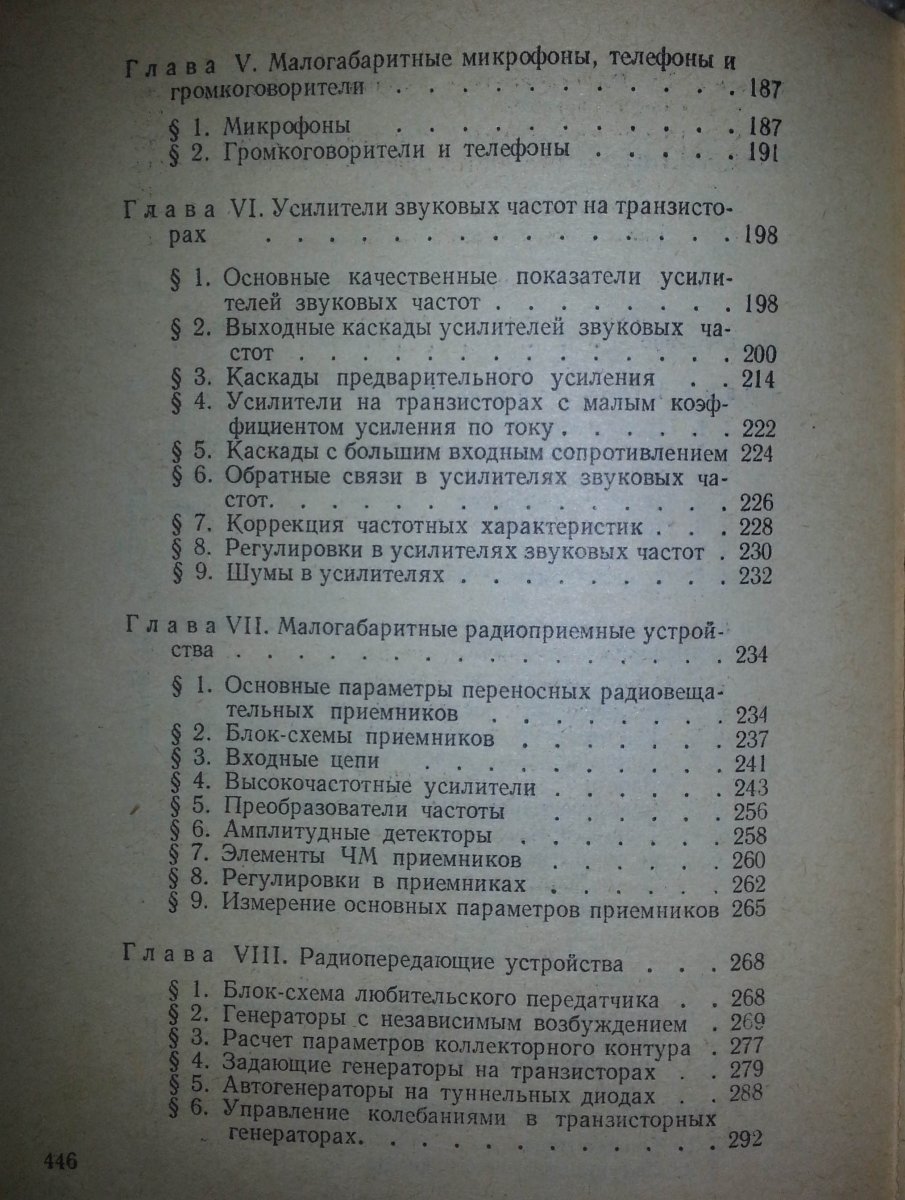 Глава V. Малогабаритные микрофоны, телефоны и
громкоговорители . . . . . . . . . . . . 187
§ 1. Микрофоны . . . . . . . . . . . . 187
§ 2. Громкоговорители и телефоны . . . . . 191
Глава VI. Усилители звуковых частот на транзисто-
рах . . . . . . . . . . . . . . . . 198
§ 1. Основные качественные показатели усили-
телей звуковых частот . . . . . . . . 198
§ 2. Выходные каскады усилителей звуковых ча-
стот . . . . . . . . . . . . . . . 200
§ 3. Каскады предварительного усиления . . 214
§ 4. Усилители на транзисторах с малым коэф-
фициентом усиления по току . . . . . . 222
§ 5. Каскады с большим входным сопротивлением 224
§ 6. Обратные связи в усилителях звуковых ча-
стот. . . . . . . . . . . . . . . . 226
§ 7. Коррекция частотных характеристик . . . 228
§ 8. Регулировки в усилителях звуковых частот . 230
§ 9. Шумы в усилителях . . . . . . . . . 232
Глава VII. Малогабаритные радиоприемные устрой-
ства . . . . . . . . . . . . . . . . 234
§ 1. Основные параметры переносных радиовеща-
тельных приемников . . . . . . . . 234
§ 2. Блок-схемы приемников . . . . . . . 237
§ 3. Входные цепи . . . . . . . . . . 241
§ 4. Высокочастотные усилители . . . . . . 243
§ 5. Преобразователи частоты . . . . . . 256
§ 6. Амплитудные детекторы . . . . . . . 258
§ 7. Элементы ЧМ приемников . . . . . . 260
§ 8. Регулировки в приемниках . . . . . . 262
§ 9. Измерение основных параметров приемников 265
Глава VIII. Радиопередающие устройства . . . 268
§ 1. Блок-схема любительского передатчика . . 268
§ 2. Генераторы с независимым возбуждением . 269
§ 3. Расчет параметров коллекторного контура . 277
§ 4. Задающие генераторы на транзисторах . . 279
§ 5. Автогенераторы на туннельных диодах . . 288
§ 6. Управление колебаниями в транзисторных
генераторах. . . . . . . . . . . . . 292
446